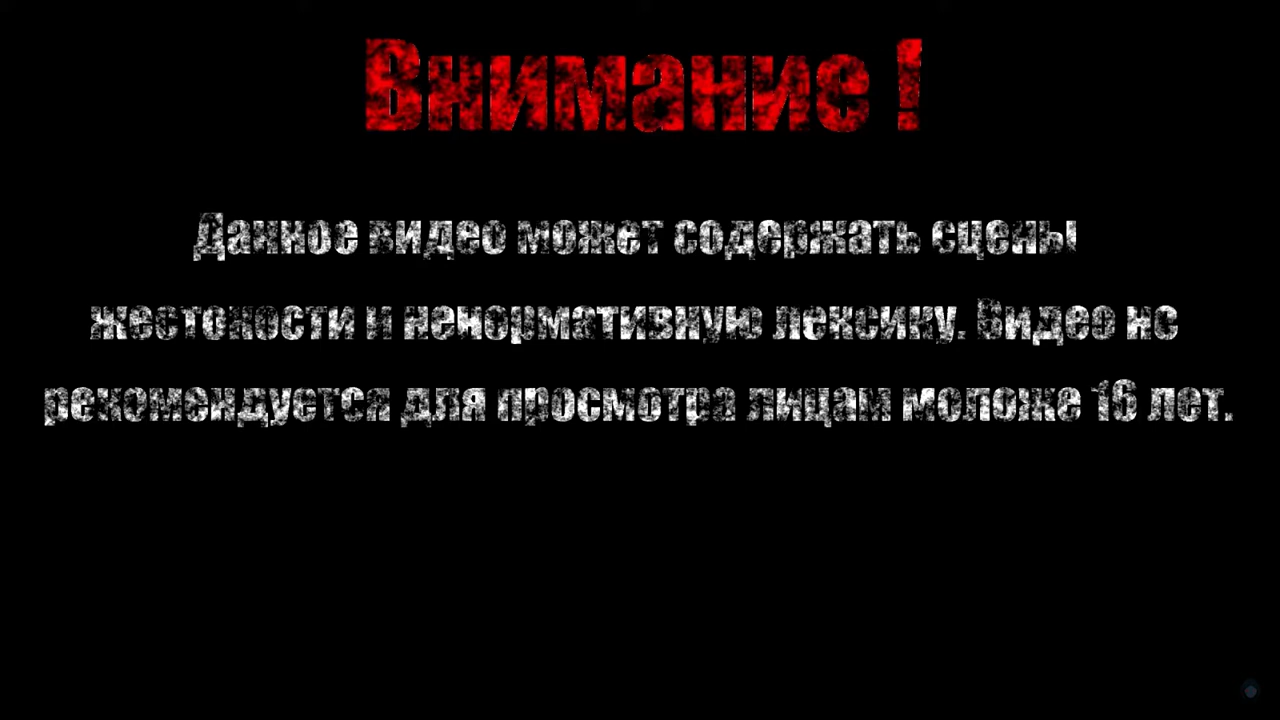 Внимание !
Данное видео может содержать сцены
жестокости и ненормативную лексику. Видео не
рекомендуется для просмотра лицам моложе 16 лет.